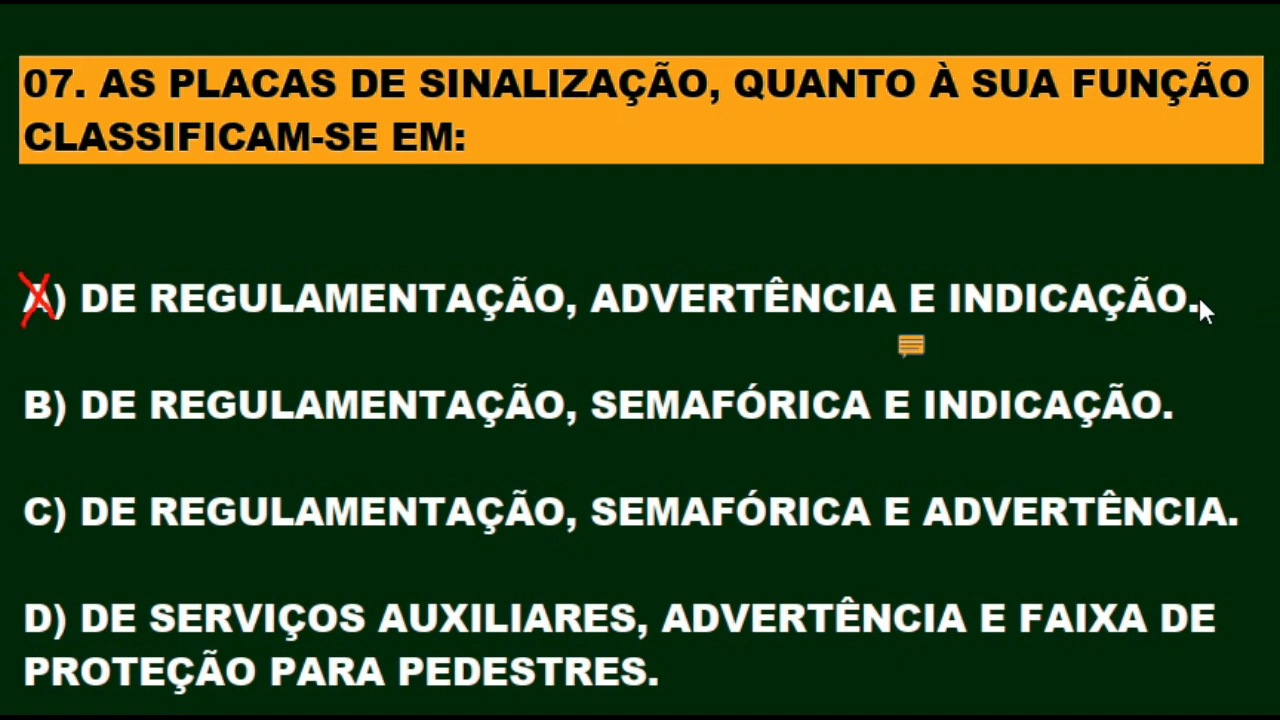 07. AS PLACAS DE SINALIZAÇÃO, QUANTO À SUA FUNÇÃO
CLASSIFICAM-SE EM:
A) DE REGULAMENTAÇÃO, ADVERTÊNCIA E INDICAÇÃO.
B) DE REGULAMENTAÇÃO, SEMAFÓRICA E INDICAÇÃO.
C) DE REGULAMENTAÇÃO, SEMAFÓRICA E ADVERTÊNCIA.
D) DE SERVIÇOS AUXILIARES, ADVERTÊNCIA E FAIXA DE
PROTEÇÃO PARA PEDESTRES.